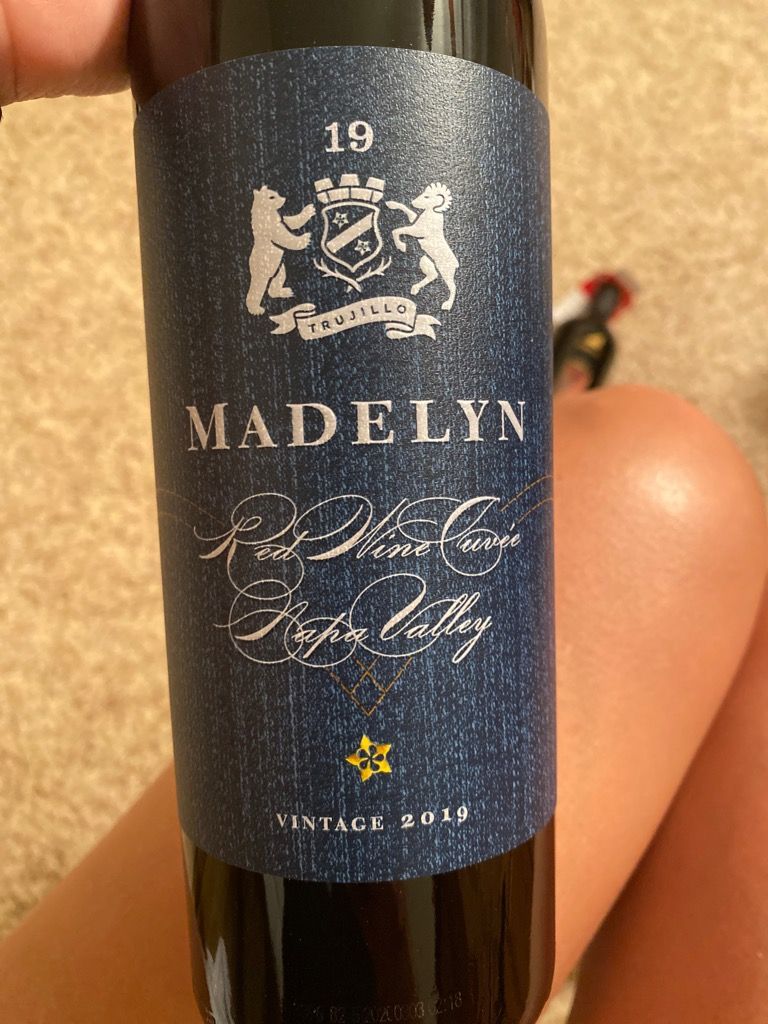 19
TRUJILLO
MADELYN
Red Wine Cuvée
Napa Valley
VINTAGE 2019